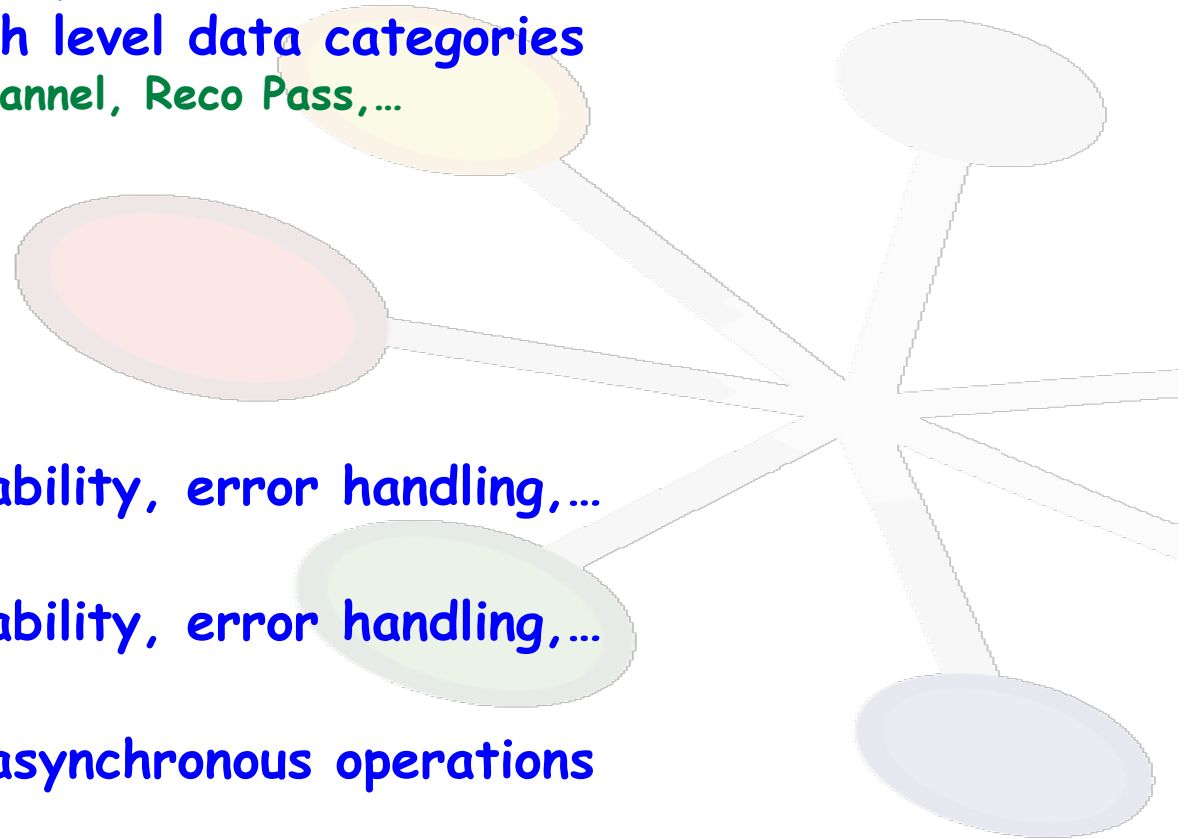 h level data categories
annel, Reco Pass,…
ability, error handling,…
ability, error handling,…
asynchronous operations